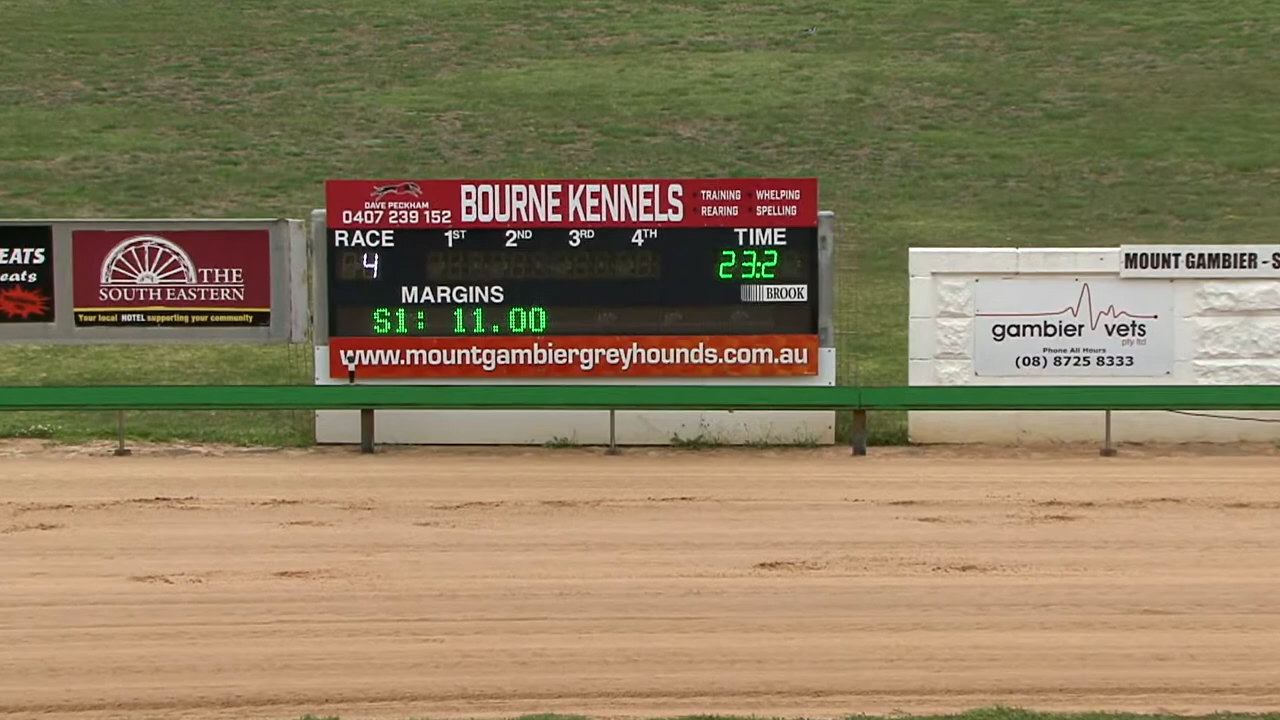 EATS
eats
THE
SOUTH EASTERN
Your local HOTEL supporting your community
DAVE PECKHAM
0407 239 152
BOURNE KENNELS
TRAINING WHELPING
REARING SPELLING
RACE 1ST 2ND 3RD 4TH TIME
4 23.2
MARGINS
BROOK
S1: 11.00
www.mountgambiergreyhounds.com.au
MOUNT GAMBIER - S
gambier vets
pty ltd
Phone All Hours
(08) 8725 8333